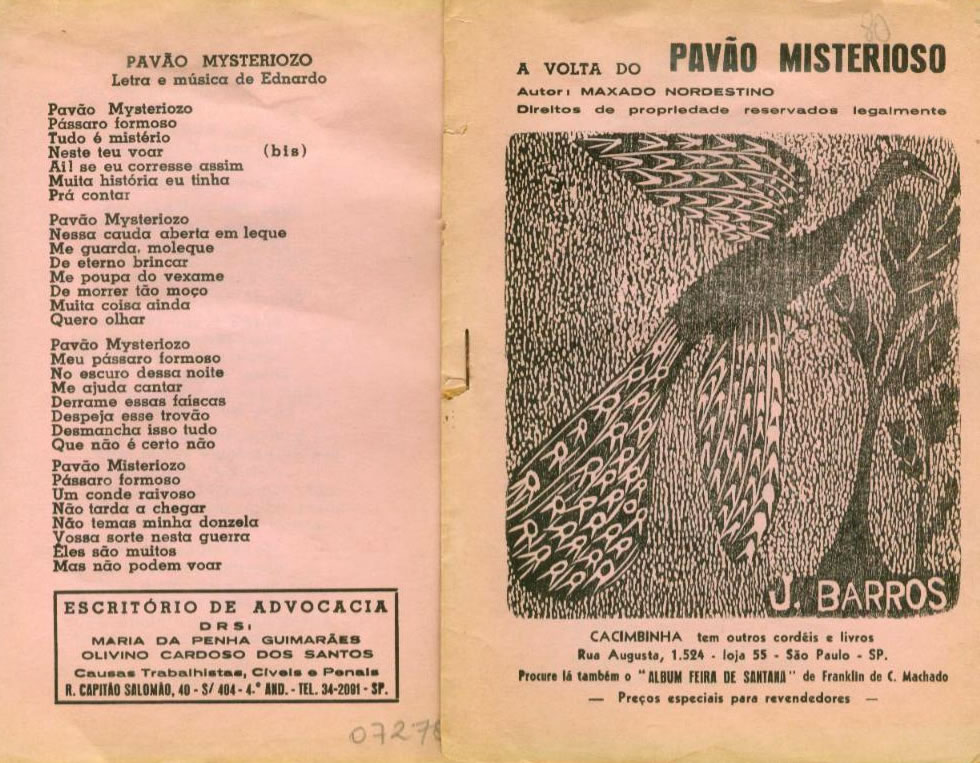 PAVÃO MYSTERIOZO
Letra e música de Ednardo
Pavão Mysteriozo
Pássaro formoso
Tudo é mistério
Neste teu voar (bis)
Ail se eu corresse assim
Muita história eu tinha
Prá contar
Pavão Mysteriozo
Nessa cauda aberta em leque
Me guarda, moleque
De eterno brincar
Me poupa do vexame
De morrer tão moço
Muita coisa ainda
Quero olhar
Pavão Mysteriozo
Meu pássaro formoso
No escuro dessa noite
Me ajuda cantar
Derrame essas faiscas
Despeja esse trovão
Desmancha isso tudo
Que não é certo não
Pavão Misteriozo
Pássaro formoso
Um conde raivoso
Não tarda a chegar
Não temas minha donzela
Vossa sorte nesta guerra
Êles são muitos
Mas não podem voar
ESCRITÓRIO DE ADVOCACIA
DRS:
MARIA DA PENHA GUIMARÃES
OLIVINO CARDOSO DOS SANTOS
Causas Trabalhistas, Cíveis e Penais
R. CAPITÃO SALOMÃO, 40 - S/ 404 - 4.º AND. - TEL. 34-2091 - SP.
07278
80
A VOLTA DO PAVÃO MISTERIOSO
Autor: MAXADO NORDESTINO
Direitos de propriedade reservados legalmente
J. BARROS
CACIMBINHA tem outros cordéis e livros
Rua Augusta, 1.524 - loja 55 - São Paulo - SP.
Procure lá também o "ALBUM FEIRA DE SANTANA" de Franklin de C. Machado
— Preços especiais para revendedores —